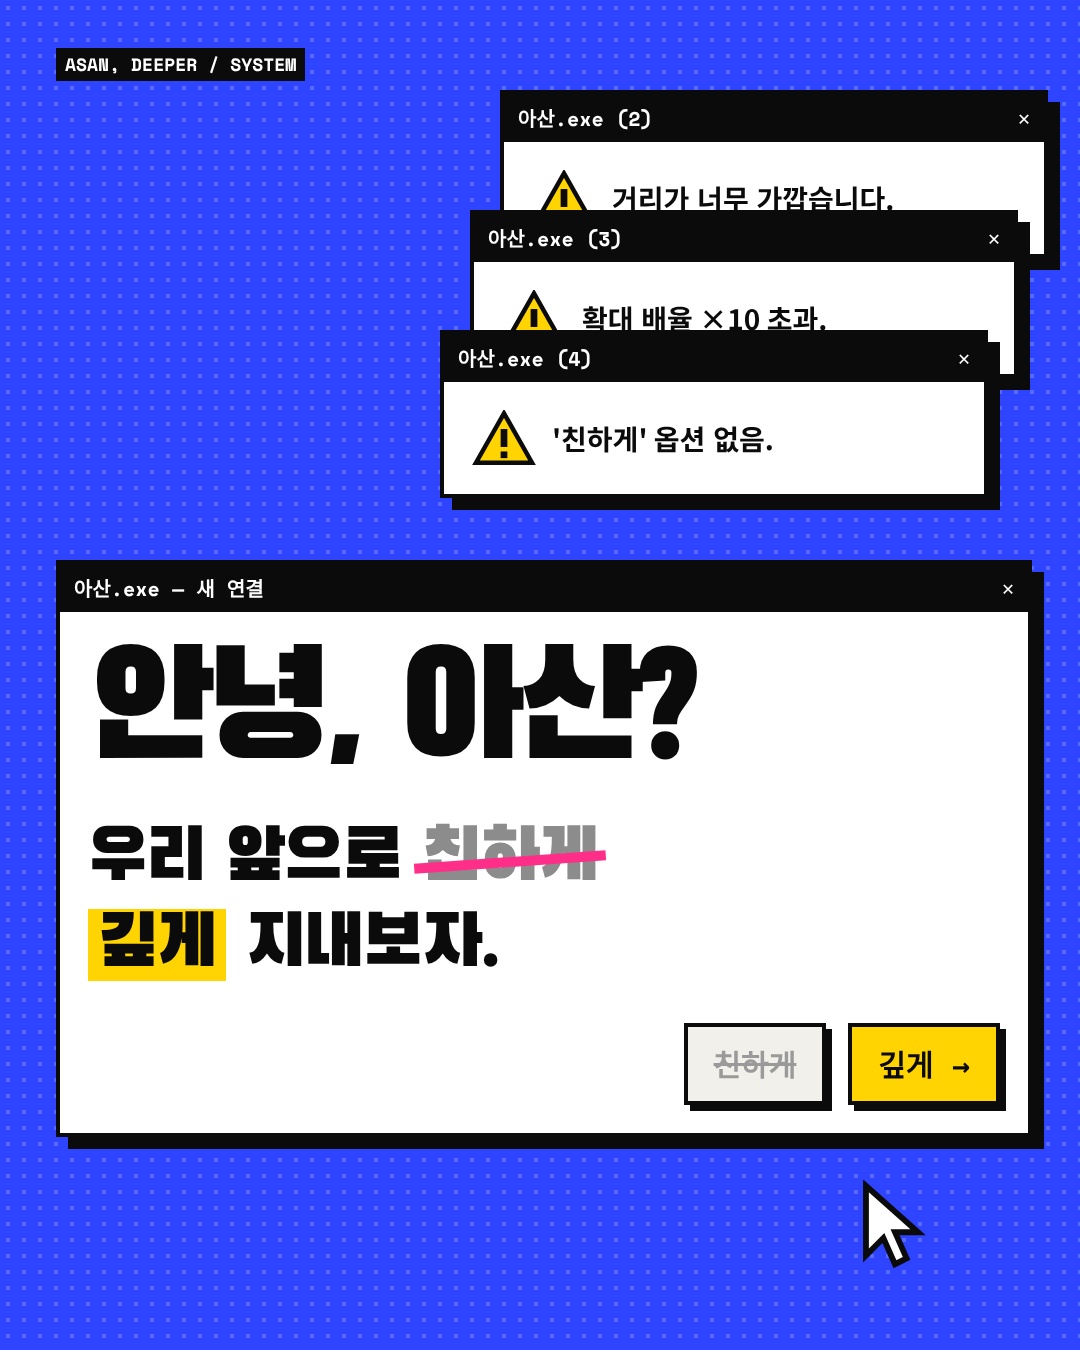 ASAN, DEEPER / SYSTEM
아산.exe (2) ×
거리가 너무 가깝습니다.
아산.exe (3) ×
확대 배율 ×10 초과.
아산.exe (4) ×
'친하게' 옵션 없음.
아산.exe — 새 연결 ×
안녕, 아산?
우리 앞으로 친하게
깊게 지내보자.
친하게 깊게 →